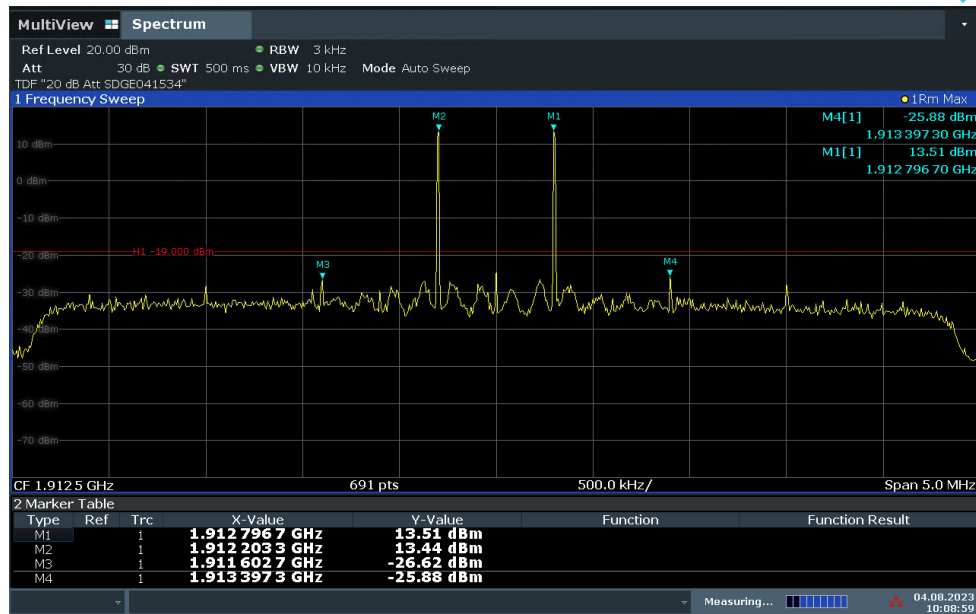 MultiView Spectrum
Ref Level 20.00 dBm RBW 3 kHz
Att 30 dB SWT 500 ms VBW 10 kHz Mode Auto Sweep
TDF "20 dB Att SDGE041534"
1 Frequency Sweep 1Rm Max
M2 M1 M4[1] -25.88 dBm
1.913 397 30 GHz
10 dBm M1[1] 13.51 dBm
1.912 796 70 GHz
0 dBm
-10 dBm
-20 dBm H1 -19.000 dBm
M3 M4
-30 dBm
-40 dBm
-50 dBm
-60 dBm
-70 dBm
CF 1.912 5 GHz 691 pts 500.0 kHz/ Span 5.0 MHz
2 Marker Table
Type Ref Trc X-Value Y-Value Function Function Result
M1 1 1.912 796 7 GHz 13.51 dBm
M2 1 1.912 203 3 GHz 13.44 dBm
M3 1 1.911 602 7 GHz -26.62 dBm
M4 1 1.913 397 3 GHz -25.88 dBm
Measuring... 04.08.2023
10:08:59